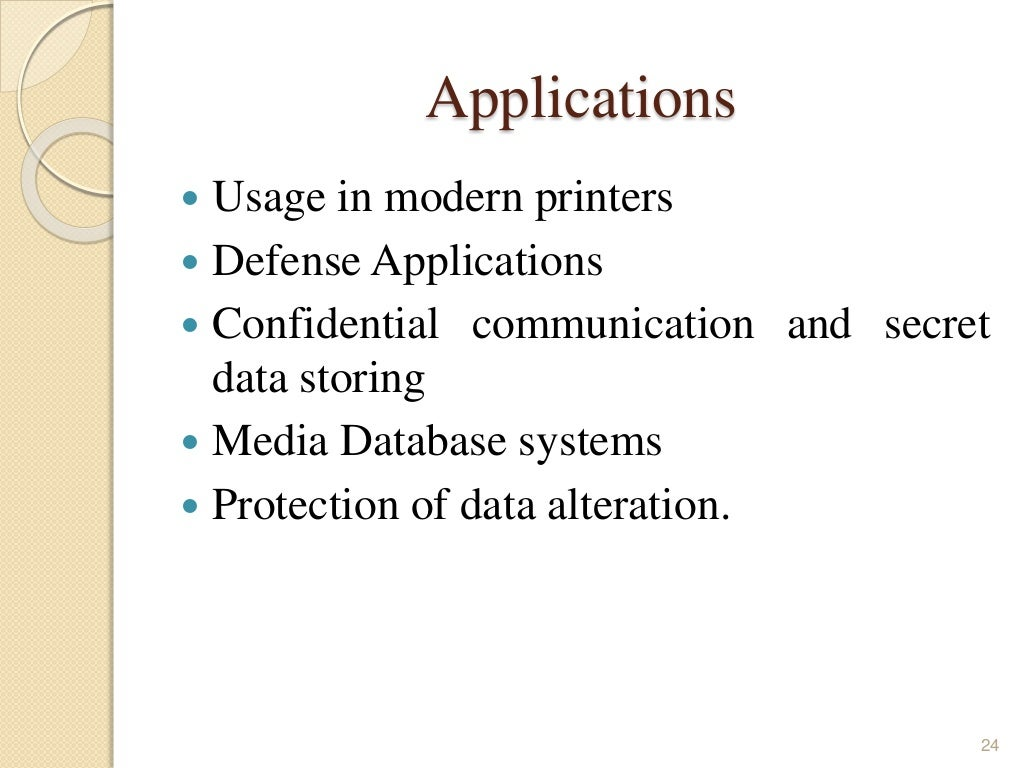 Applications
• Usage in modern printers
• Defense Applications
• Confidential communication and secret
data storing
• Media Database systems
• Protection of data alteration.
24